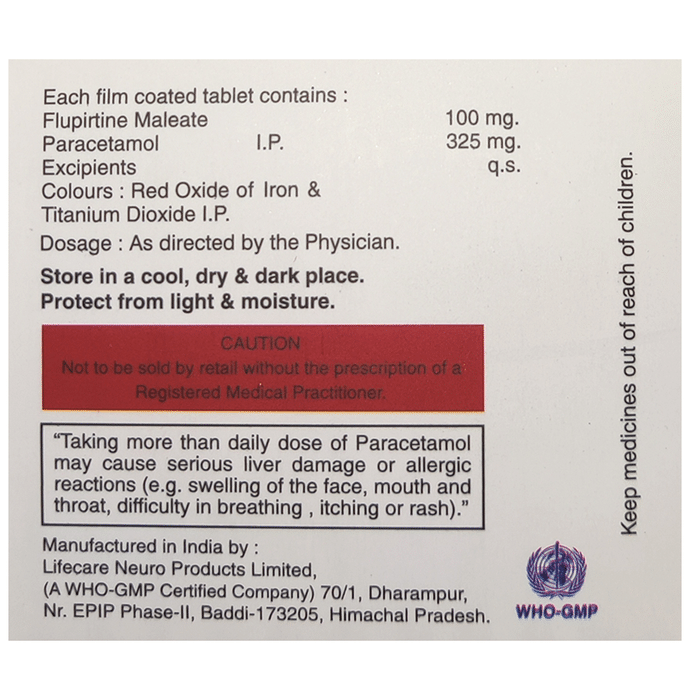 Each film coated tablet contains :
Flupirtine Maleate 100 mg.
Paracetamol I.P. 325 mg.
Excipients q.s.
Colours : Red Oxide of Iron &
Titanium Dioxide I.P.
Dosage : As directed by the Physician.
Store in a cool, dry & dark place.
Protect from light & moisture.
CAUTION
Not to be sold by retail without the prescription of a
Registered Medical Practitioner.
“Taking more than daily dose of Paracetamol
may cause serious liver damage or allergic
reactions (e.g. swelling of the face, mouth and
throat, difficulty in breathing , itching or rash).”
Manufactured in India by :
Lifecare Neuro Products Limited,
(A WHO-GMP Certified Company) 70/1, Dharampur,
Nr. EPIP Phase-II, Baddi-173205, Himachal Pradesh.
WHO-GMP
Keep medicines out of reach of children.